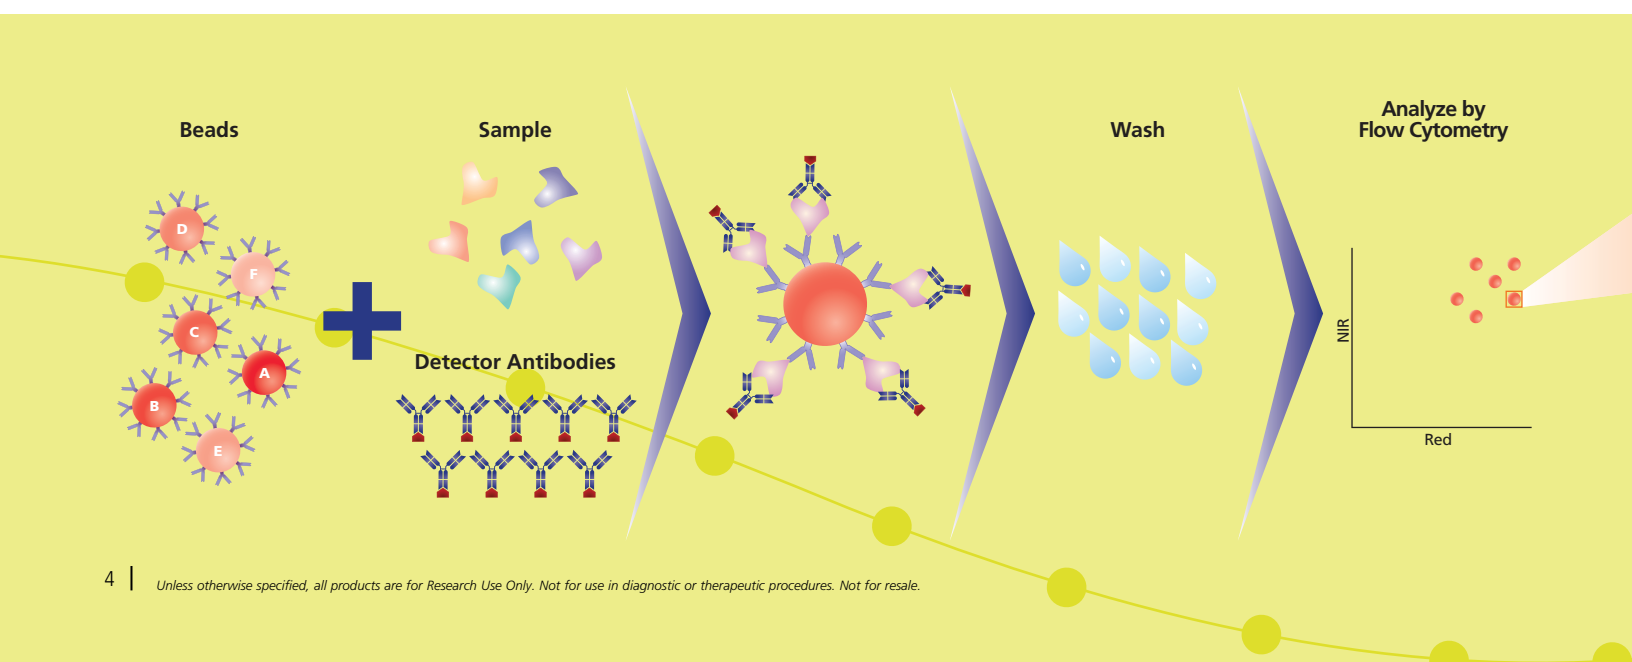 Beads
Sample
Wash
Analyze by
Flow Cytometry
D
F
C
A
B
E
Detector Antibodies
NIR
Red
4
Unless otherwise specified, all products are for Research Use Only. Not for use in diagnostic or therapeutic procedures. Not for resale.